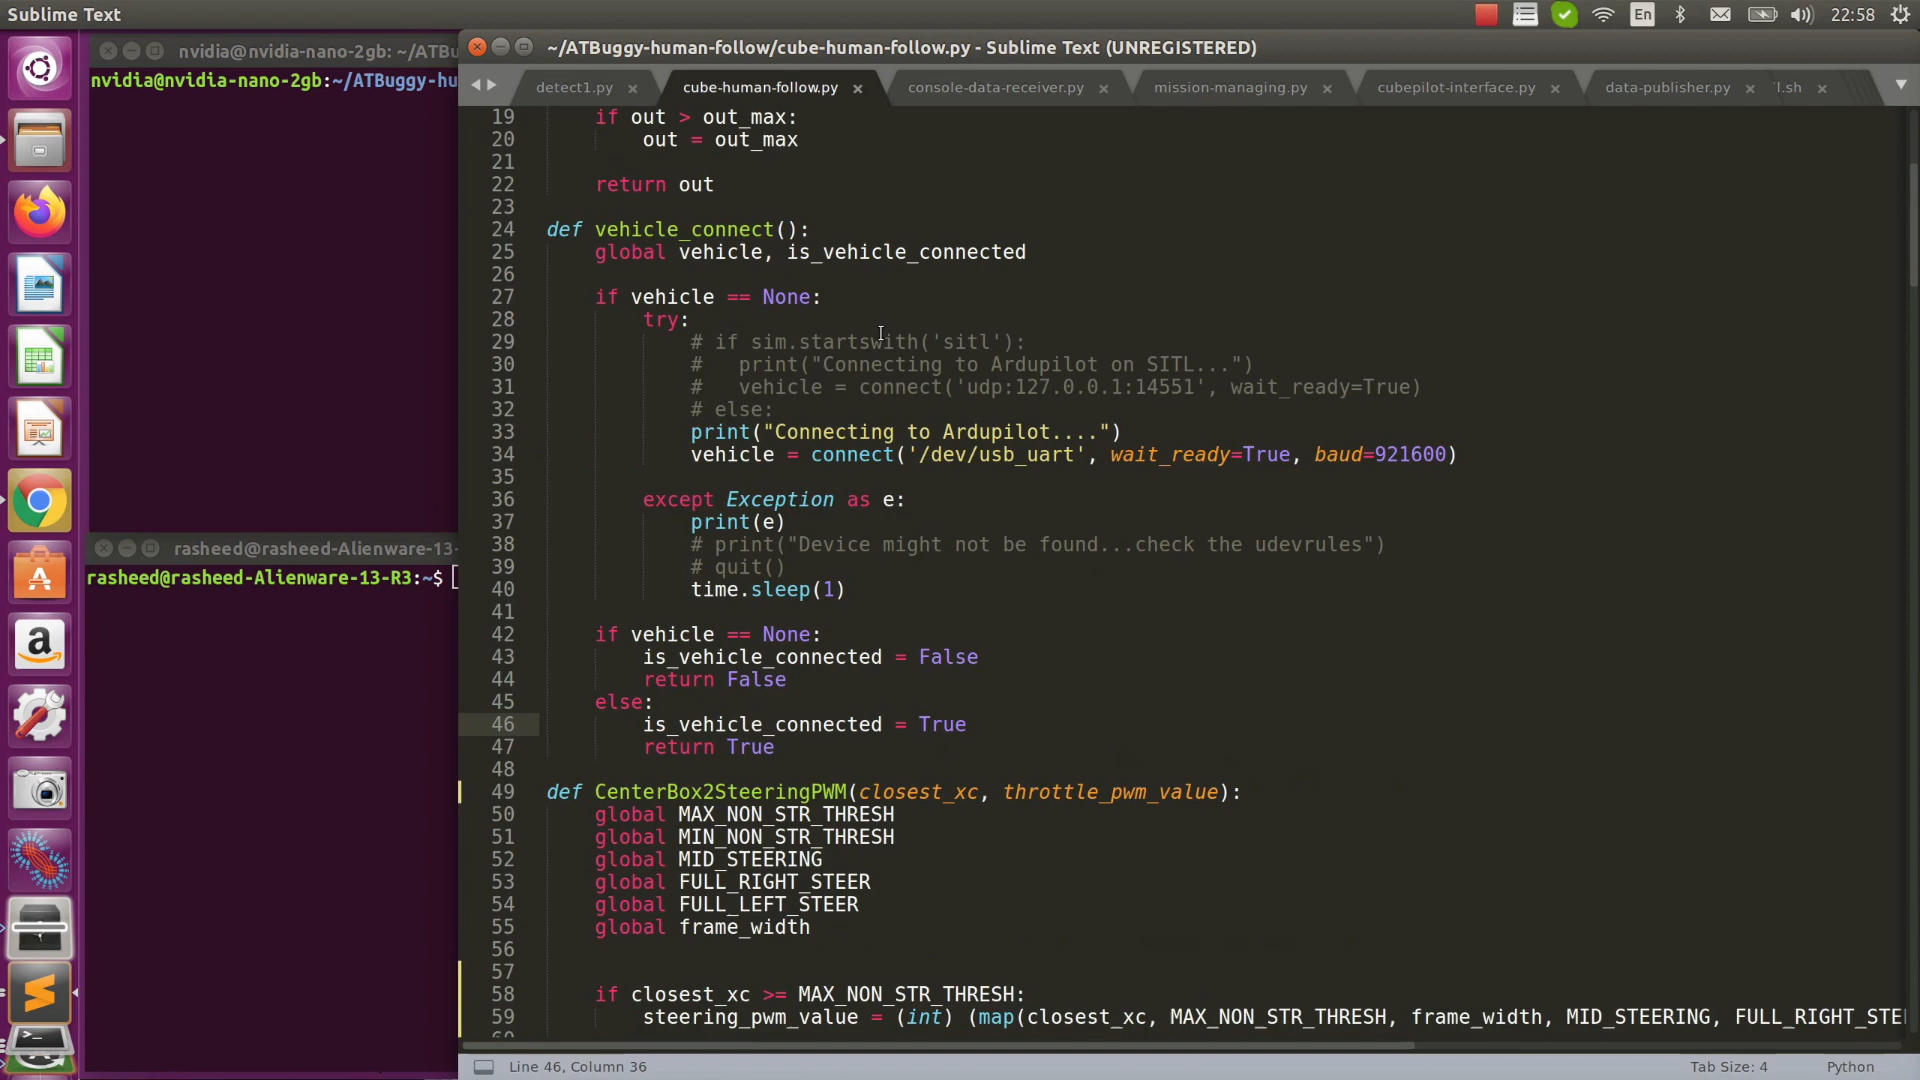 Sublime Text
En
22:58
nvidia@nvidia-nano-2gb: ~/ATB
nvidia@nvidia-nano-2gb:~/ATBuggy-hu
rasheed@rasheed-Alienware-13-
rasheed@rasheed-Alienware-13-R3:~$
~/ATBuggy-human-follow/cube-human-follow.py - Sublime Text (UNREGISTERED)
detect1.py
cube-human-follow.py
console-data-receiver.py
mission-managing.py
cubepilot-interface.py
data-publisher.py
l.sh
19 if out > out_max:
20 out = out_max
21
22 return out
23
24 def vehicle_connect():
25 global vehicle, is_vehicle_connected
26
27 if vehicle == None:
28 try:
29 # if sim.startswith('sitl'):
30 # print("Connecting to Ardupilot on SITL...")
31 # vehicle = connect('udp:127.0.0.1:14551', wait_ready=True)
32 # else:
33 print("Connecting to Ardupilot....")
34 vehicle = connect('/dev/usb_uart', wait_ready=True, baud=921600)
35
36 except Exception as e:
37 print(e)
38 # print("Device might not be found...check the udevrules")
39 # quit()
40 time.sleep(1)
41
42 if vehicle == None:
43 is_vehicle_connected = False
44 return False
45 else:
46 is_vehicle_connected = True
47 return True
48
49 def CenterBox2SteeringPWM(closest_xc, throttle_pwm_value):
50 global MAX_NON_STR_THRESH
51 global MIN_NON_STR_THRESH
52 global MID_STEERING
53 global FULL_RIGHT_STEER
54 global FULL_LEFT_STEER
55 global frame_width
56
57
58 if closest_xc >= MAX_NON_STR_THRESH:
59 steering_pwm_value = (int) (map(closest_xc, MAX_NON_STR_THRESH, frame_width, MID_STEERING, FULL_RIGHT_STE
Line 46, Column 36
Tab Size: 4
Python